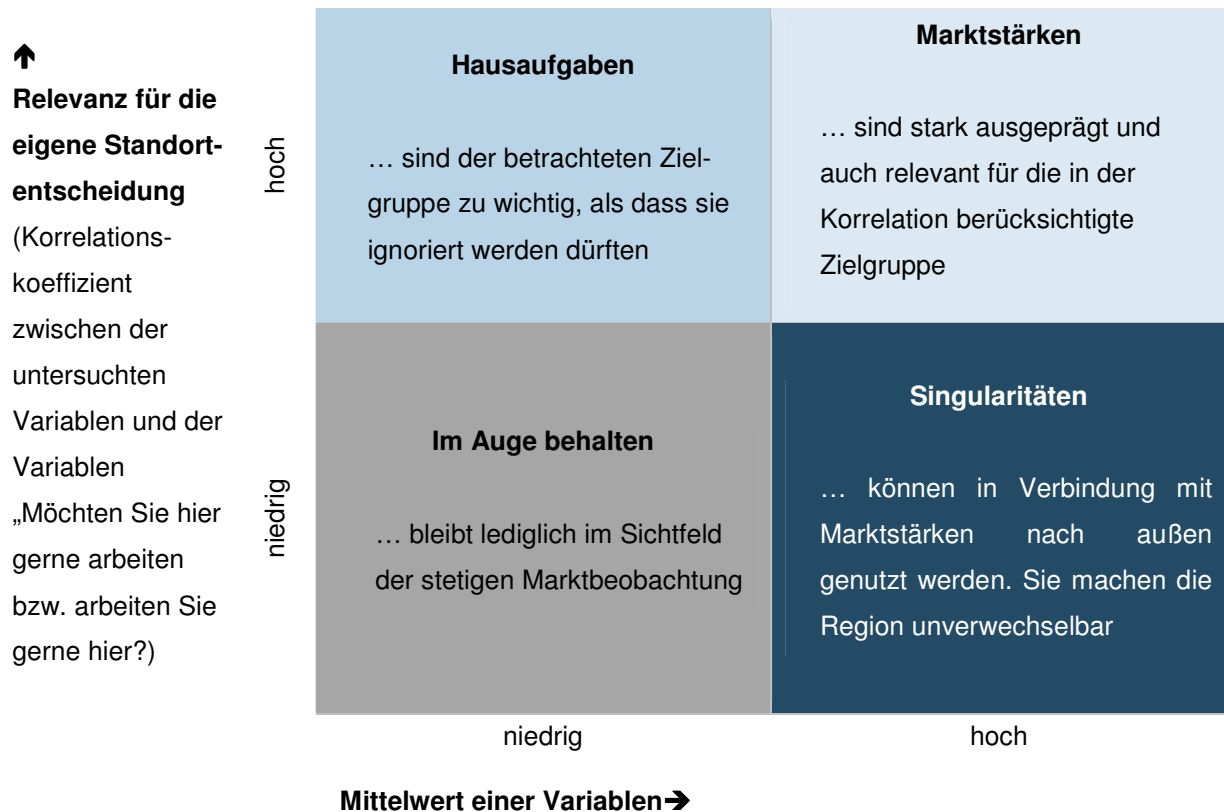 ↑
Relevanz für die
eigene Standort-
entscheidung
(Korrelations-
koeffizient
zwischen der
untersuchten
Variablen und der
Variablen
„Möchten Sie hier
gerne arbeiten
bzw. arbeiten Sie
gerne hier?)
hoch
niedrig
Hausaufgaben
… sind der betrachteten Ziel-
gruppe zu wichtig, als dass sie
ignoriert werden dürften
Marktstärken
… sind stark ausgeprägt und
auch relevant für die in der
Korrelation berücksichtigte
Zielgruppe
Im Auge behalten
… bleibt lediglich im Sichtfeld
der stetigen Marktbeobachtung
Singularitäten
… können in Verbindung mit
Marktstärken nach außen
genutzt werden. Sie machen die
Region unverwechselbar
niedrig
hoch
Mittelwert einer Variablen→